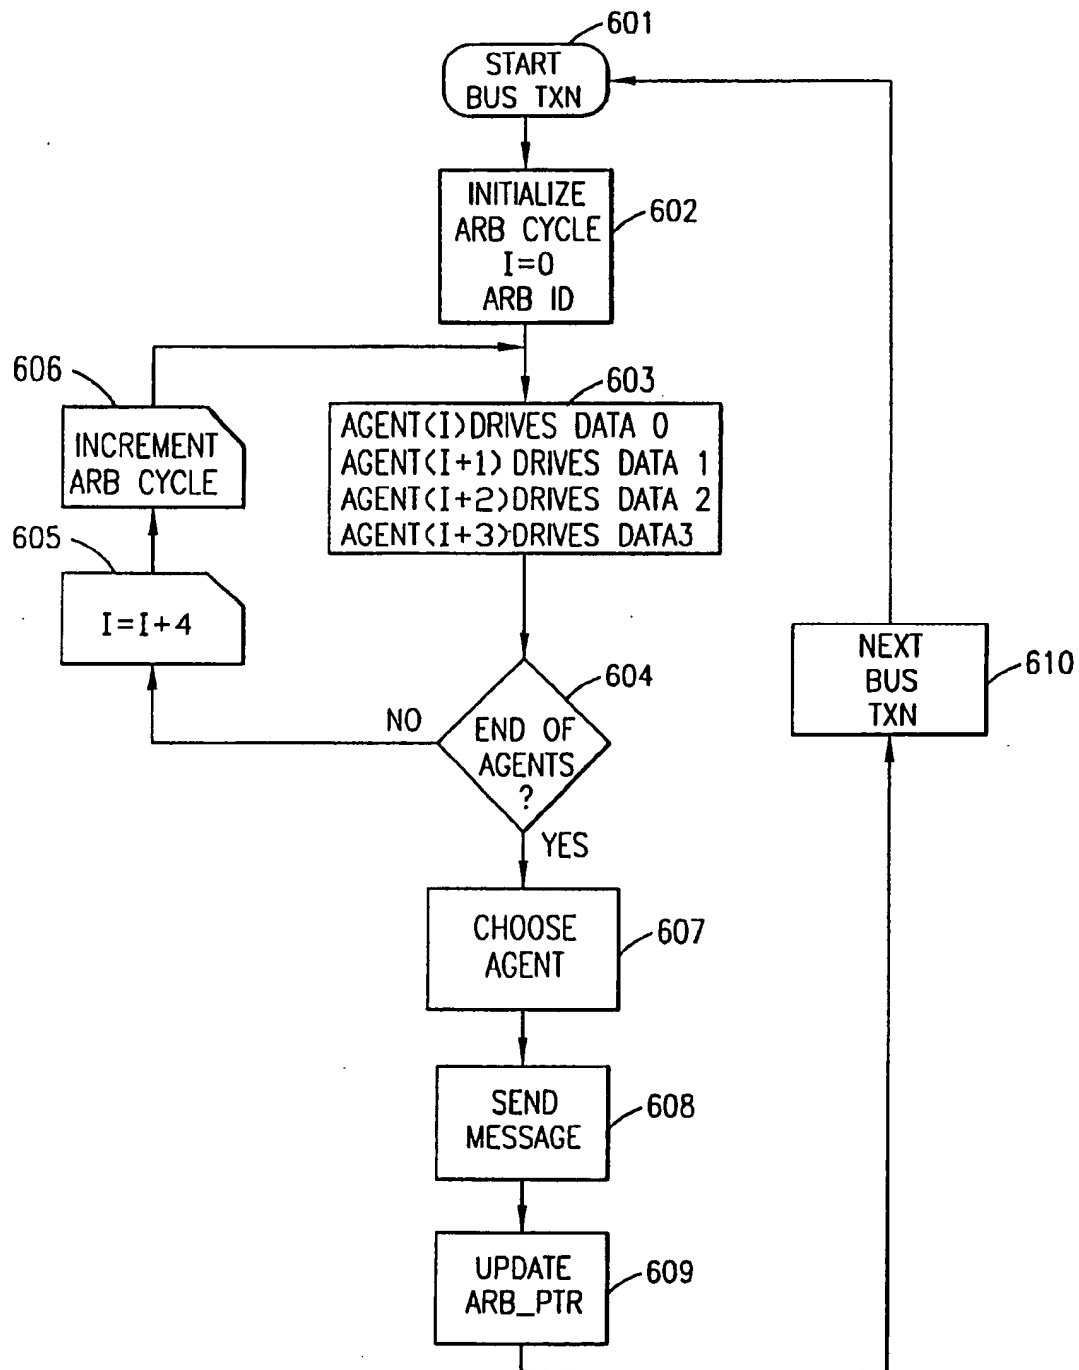 601
START
BUS TXN
INITIALIZE
ARB CYCLE
I=0
ARB ID
602
606
INCREMENT
ARB CYCLE
603
AGENT(I)DRIVES DATA 0
AGENT(I+1) DRIVES DATA 1
AGENT(I+2)DRIVES DATA 2
AGENT(I+3)DRIVES DATA3
605
I=I+4
604
NO
END OF
AGENTS
?
YES
NEXT
BUS
TXN
610
CHOOSE
AGENT
607
SEND
MESSAGE
608
UPDATE
ARB_PTR
609